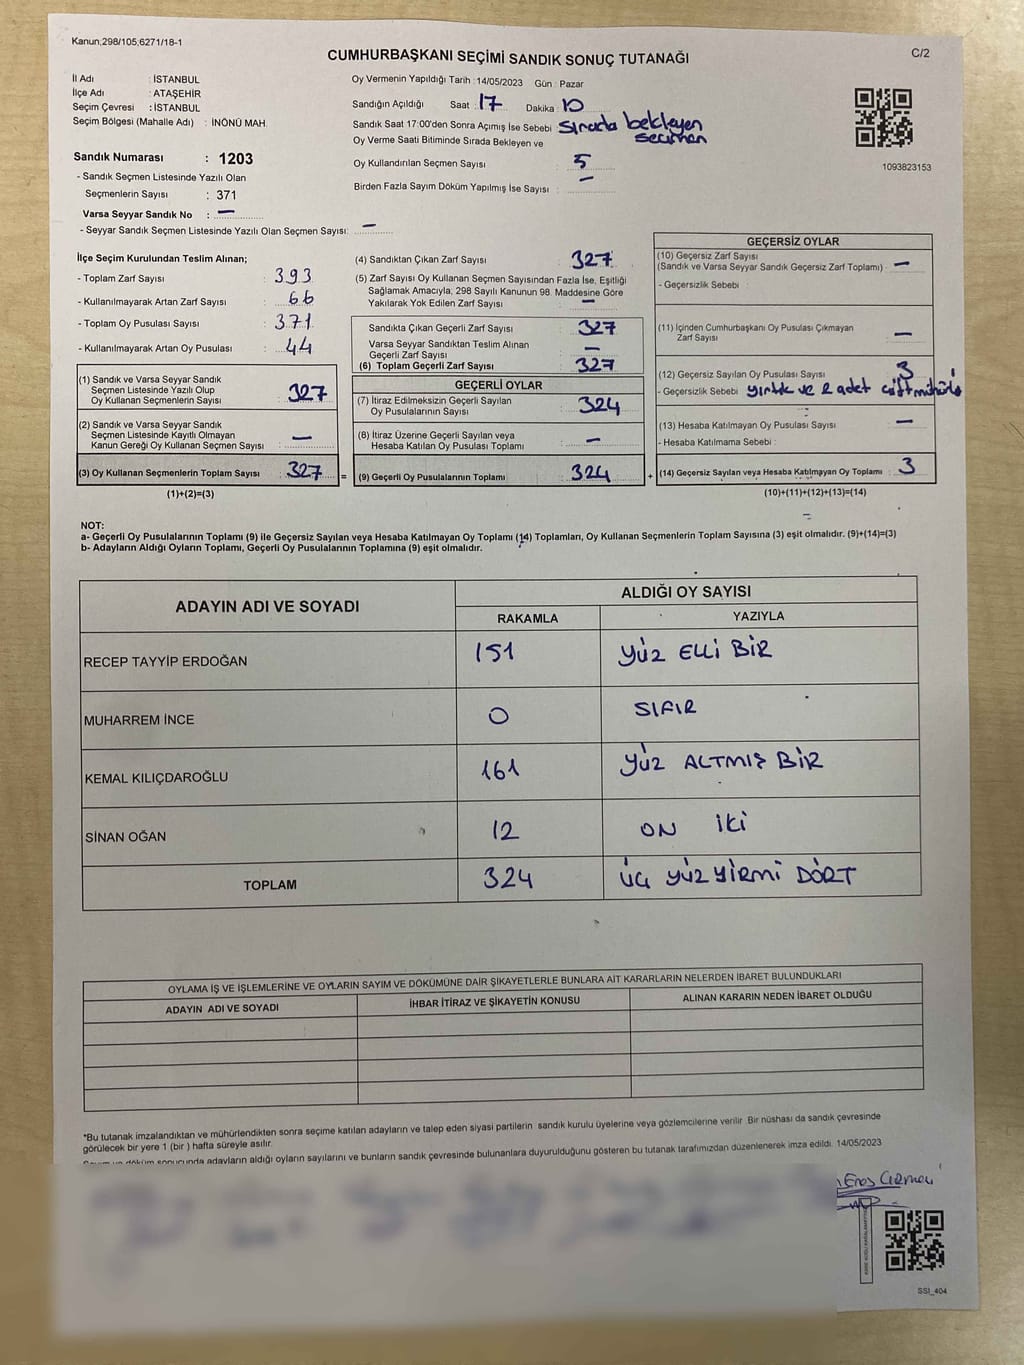 Kanun,298/105,6271/18-1
C/2
CUMHURBAŞKANI SEÇİMİ SANDIK SONUÇ TUTANAĞI
İl Adı : İSTANBUL
İlçe Adı : ATAŞEHİR
Seçim Çevresi : İSTANBUL
Seçim Bölgesi (Mahalle Adı) : İNÖNÜ MAH.
Sandık Numarası : 1203
- Sandık Seçmen Listesinde Yazılı Olan
Seçmenlerin Sayısı : 371
Varsa Seyyar Sandık No : —
- Seyyar Sandık Seçmen Listesinde Yazılı Olan Seçmen Sayısı: —
Oy Vermenin Yapıldığı Tarih : 14/05/2023 Gün : Pazar
Sandığın Açıldığı Saat : 17 Dakika : 10
Sandık Saat 17:00'den Sonra Açımış İse Sebebi : Sırada bekleyen
seçmen
Oy Verme Saati Bitiminde Sırada Bekleyen ve
Oy Kullandırılan Seçmen Sayısı : 5
Birden Fazla Sayım Döküm Yapılmış İse Sayısı : —
1093823153
İlçe Seçim Kurulundan Teslim Alınan;
- Toplam Zarf Sayısı : 393
- Kullanılmayarak Artan Zarf Sayısı : 66
- Toplam Oy Pusulası Sayısı : 371
- Kullanılmayarak Artan Oy Pusulası : 44
(1) Sandık ve Varsa Seyyar Sandık
Seçmen Listesinde Yazılı Olup
Oy Kullanan Seçmenlerin Sayısı : 327
(2) Sandık ve Varsa Seyyar Sandık
Seçmen Listesinde Kayıtlı Olmayan
Kanun Gereği Oy Kullanan Seçmen Sayısı : —
(3) Oy Kullanan Seçmenlerin Toplam Sayısı : 327 =
(1)+(2)=(3)
(4) Sandıktan Çıkan Zarf Sayısı : 327
(5) Zarf Sayısı Oy Kullanan Seçmen Sayısından Fazla İse, Eşitliği
Sağlamak Amacıyla, 298 Sayılı Kanunun 98. Maddesine Göre
Yakılarak Yok Edilen Zarf Sayısı : —
Sandıkta Çıkan Geçerli Zarf Sayısı : 327
Varsa Seyyar Sandıktan Teslim Alınan
Geçerli Zarf Sayısı : —
(6) Toplam Geçerli Zarf Sayısı : 327
GEÇERLİ OYLAR
(7) İtiraz Edilmeksizin Geçerli Sayılan
Oy Pusulalarının Sayısı : 324
(8) İtiraz Üzerine Geçerli Sayılan veya
Hesaba Katılan Oy Pusulası Toplamı : —
(9) Geçerli Oy Pusulalarının Toplamı : 324 +
GEÇERSİZ OYLAR
(10) Geçersiz Zarf Sayısı
(Sandık ve Varsa Seyyar Sandık Geçersiz Zarf Toplamı) : —
- Geçersizlik Sebebi :
(11) İçinden Cumhurbaşkanı Oy Pusulası Çıkmayan
Zarf Sayısı : —
(12) Geçersiz Sayılan Oy Pusulası Sayısı : 3
- Geçersizlik Sebebi : yırtık ve 2 adet çift mühürlü
(13) Hesaba Katılmayan Oy Pusulası Sayısı : —
- Hesaba Katılmama Sebebi :
(14) Geçersiz Sayılan veya Hesaba Katılmayan Oy Toplamı : 3
(10)+(11)+(12)+(13)=(14)
NOT:
a- Geçerli Oy Pusulalarının Toplamı (9) ile Geçersiz Sayılan veya Hesaba Katılmayan Oy Toplamı (14) Toplamları, Oy Kullanan Seçmenlerin Toplam Sayısına (3) eşit olmalıdır. (9)+(14)=(3)
b- Adayların Aldığı Oyların Toplamı, Geçerli Oy Pusulalarının Toplamına (9) eşit olmalıdır.
ADAYIN ADI VE SOYADI
ALDIĞI OY SAYISI
RAKAMLA YAZIYLA
RECEP TAYYİP ERDOĞAN 151 YÜZ ELLİ BİR
MUHARREM İNCE 0 SIFIR
KEMAL KILIÇDAROĞLU 161 YÜZ ALTMIŞ BİR
SİNAN OĞAN 12 ON İKİ
TOPLAM 324 ÜÇ YÜZ YİRMİ DÖRT
OYLAMA İŞ VE İŞLEMLERİNE VE OYLARIN SAYIM VE DÖKÜMÜNE DAİR ŞİKAYETLERLE BUNLARA AİT KARARLARIN NELERDEN İBARET BULUNDUKLARI
ADAYIN ADI VE SOYADI İHBAR İTİRAZ VE ŞİKAYETİN KONUSU ALINAN KARARIN NEDEN İBARET OLDUĞU
*Bu tutanak imzalandıktan ve mühürlendikten sonra seçime katılan adayların ve talep eden siyasi partilerin sandık kurulu üyelerine veya gözlemcilerine verilir. Bir nüshası da sandık çevresinde
görülecek bir yere 1 (bir ) hafta süreyle asılır.
Sayım ve döküm sonucunda adayların aldığı oyların sayılarını ve bunların sandık çevresinde bulunanlara duyurulduğunu gösteren bu tutanak tarafımızdan düzenlenerek imza edildi. 14/05/2023
SSI_404